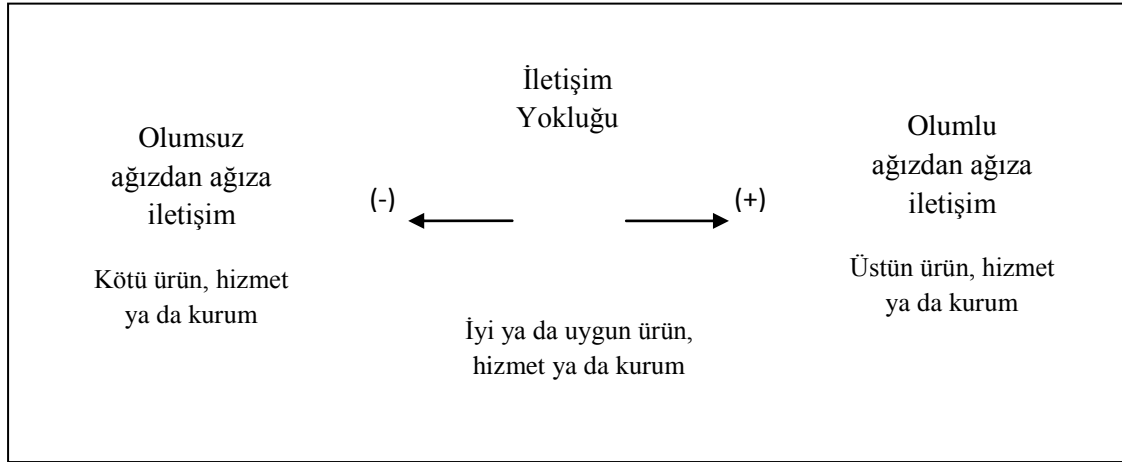 İletişim
Yokluğu
Olumsuz
ağızdan ağıza
iletişim
(-)
(+)
Olumlu
ağızdan ağıza
iletişim
Kötü ürün, hizmet
ya da kurum
İyi ya da uygun ürün,
hizmet ya da kurum
Üstün ürün, hizmet
ya da kurum